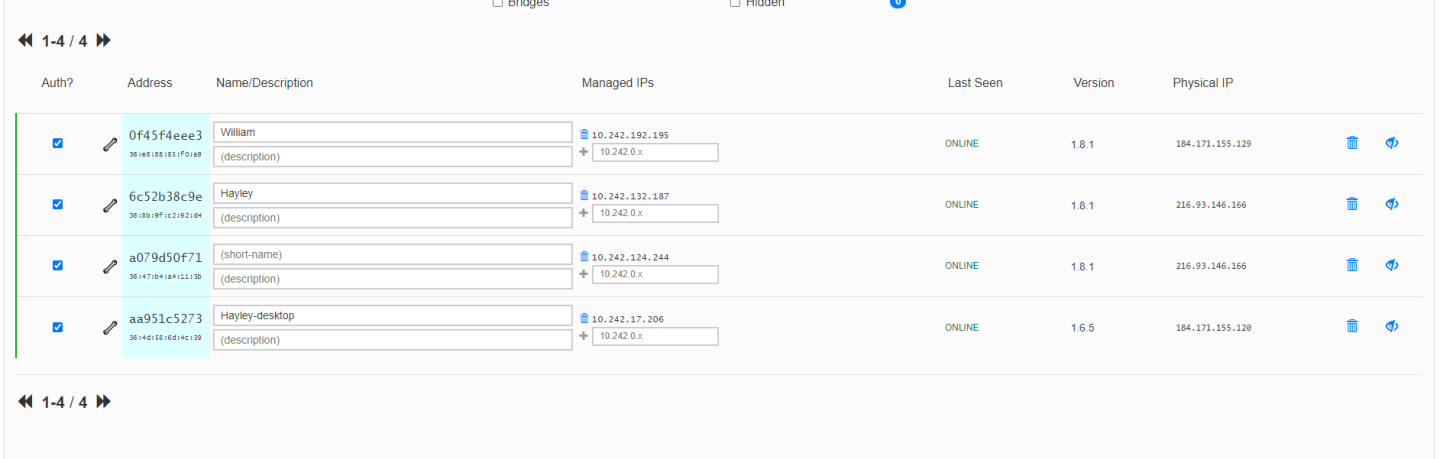 Bridges Hidden 0
1-4 / 4
Auth? Address Name/Description Managed IPs Last Seen Version Physical IP
0f45f4eee3 William 10.242.192.195
36:e8:88:85:f0:a9 (description) 10.242.0.x ONLINE 1.8.1 184.171.155.129
6c52b38c9e Hayley 10.242.132.187
36:8b:9f:c2:92:d4 (description) 10.242.0.x ONLINE 1.8.1 216.93.146.166
a079d50f71 (short-name) 10.242.124.244
36:47:b4:a4:11:3b (description) 10.242.0.x ONLINE 1.8.1 216.93.146.166
aa951c5273 Hayley-desktop 10.242.17.206
36:4d:58:6d:4c:39 (description) 10.242.0.x ONLINE 1.6.5 184.171.155.120
1-4 / 4